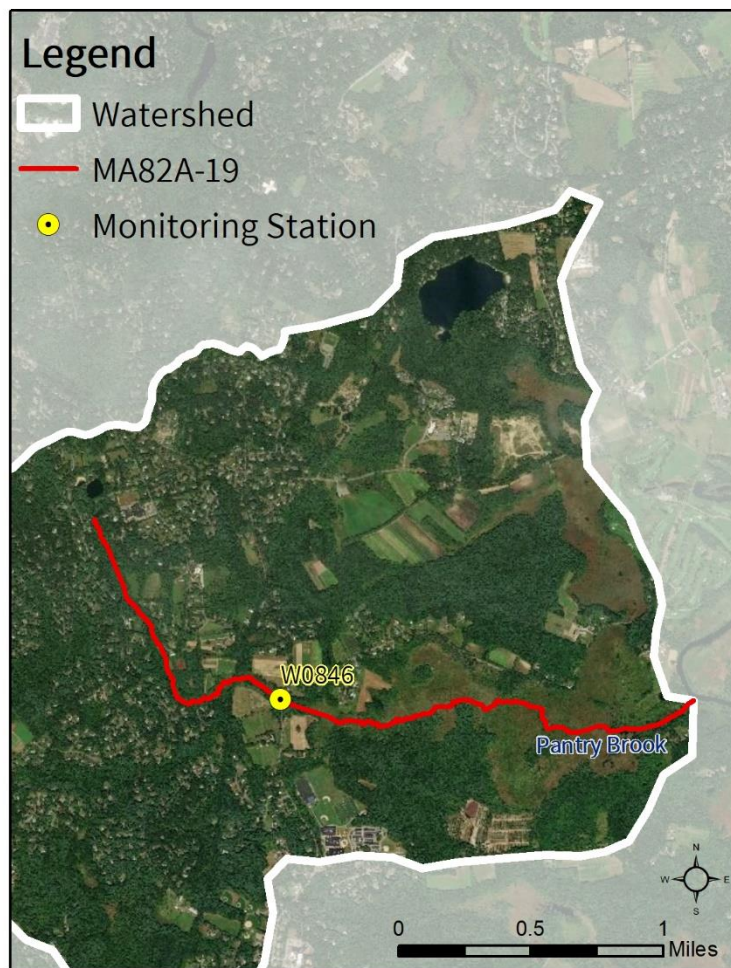 Legend
Watershed
MA82A-19
Monitoring Station
W0846
Pantry Brook
N
W E
S
0 0.5 1
Miles